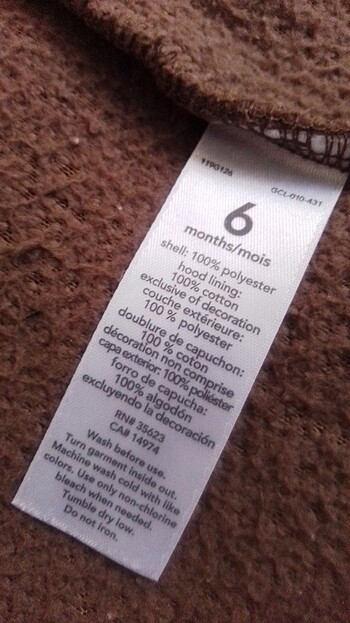 119G126
GCL-010-431
6
months/mois
shell: 100% polyester
hood lining:
100% cotton
exclusive of decoration
couche extérieure:
100 % polyester
doublure de capuchon:
100 % coton
décoration non comprise
capa exterior: 100% poliéster
forro de capucha:
100% algodón
excluyendo la decoración
RN# 35623
CA# 14974
Wash before use.
Turn garment inside out.
Machine wash cold with like
colors. Use only non-chlorine
bleach when needed.
Tumble dry low.
Do not iron.